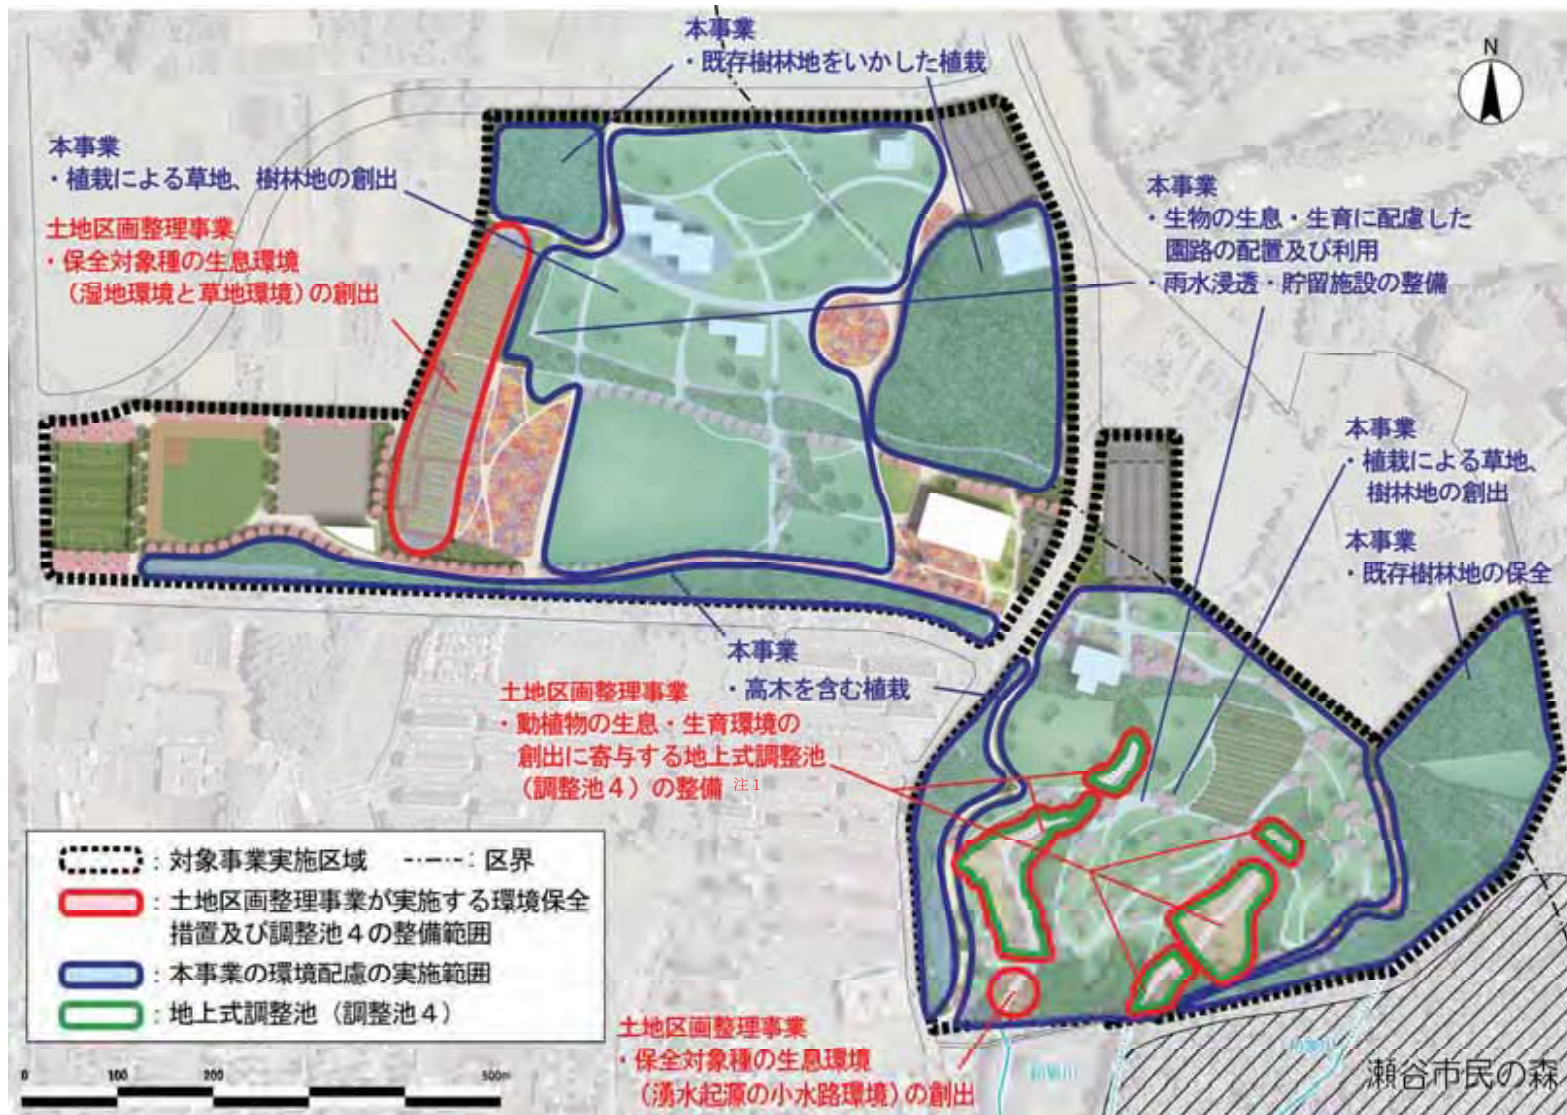 本事業
・既存樹林地をいかした植栽
N
本事業
・植栽による草地、樹林地の創出
土地区画整理事業
・保全対象種の生息環境
（湿地環境と草地環境）の創出
本事業
・生物の生息・生育に配慮した
園路の配置及び利用
・雨水浸透・貯留施設の整備
本事業
・植栽による草地、
樹林地の創出
本事業
・既存樹林地の保全
本事業
・高木を含む植栽
土地区画整理事業
・動植物の生息・生育環境の
創出に寄与する地上式調整池
（調整池４）の整備 注１
：対象事業実施区域
：区界
：土地区画整理事業が実施する環境保全
措置及び調整池４の整備範囲
：本事業の環境配慮の実施範囲
：地上式調整池（調整池４）
土地区画整理事業
・保全対象種の生息環境
（湧水起源の小水路環境）の創出
瀬谷市民の森
0 100 200 500m